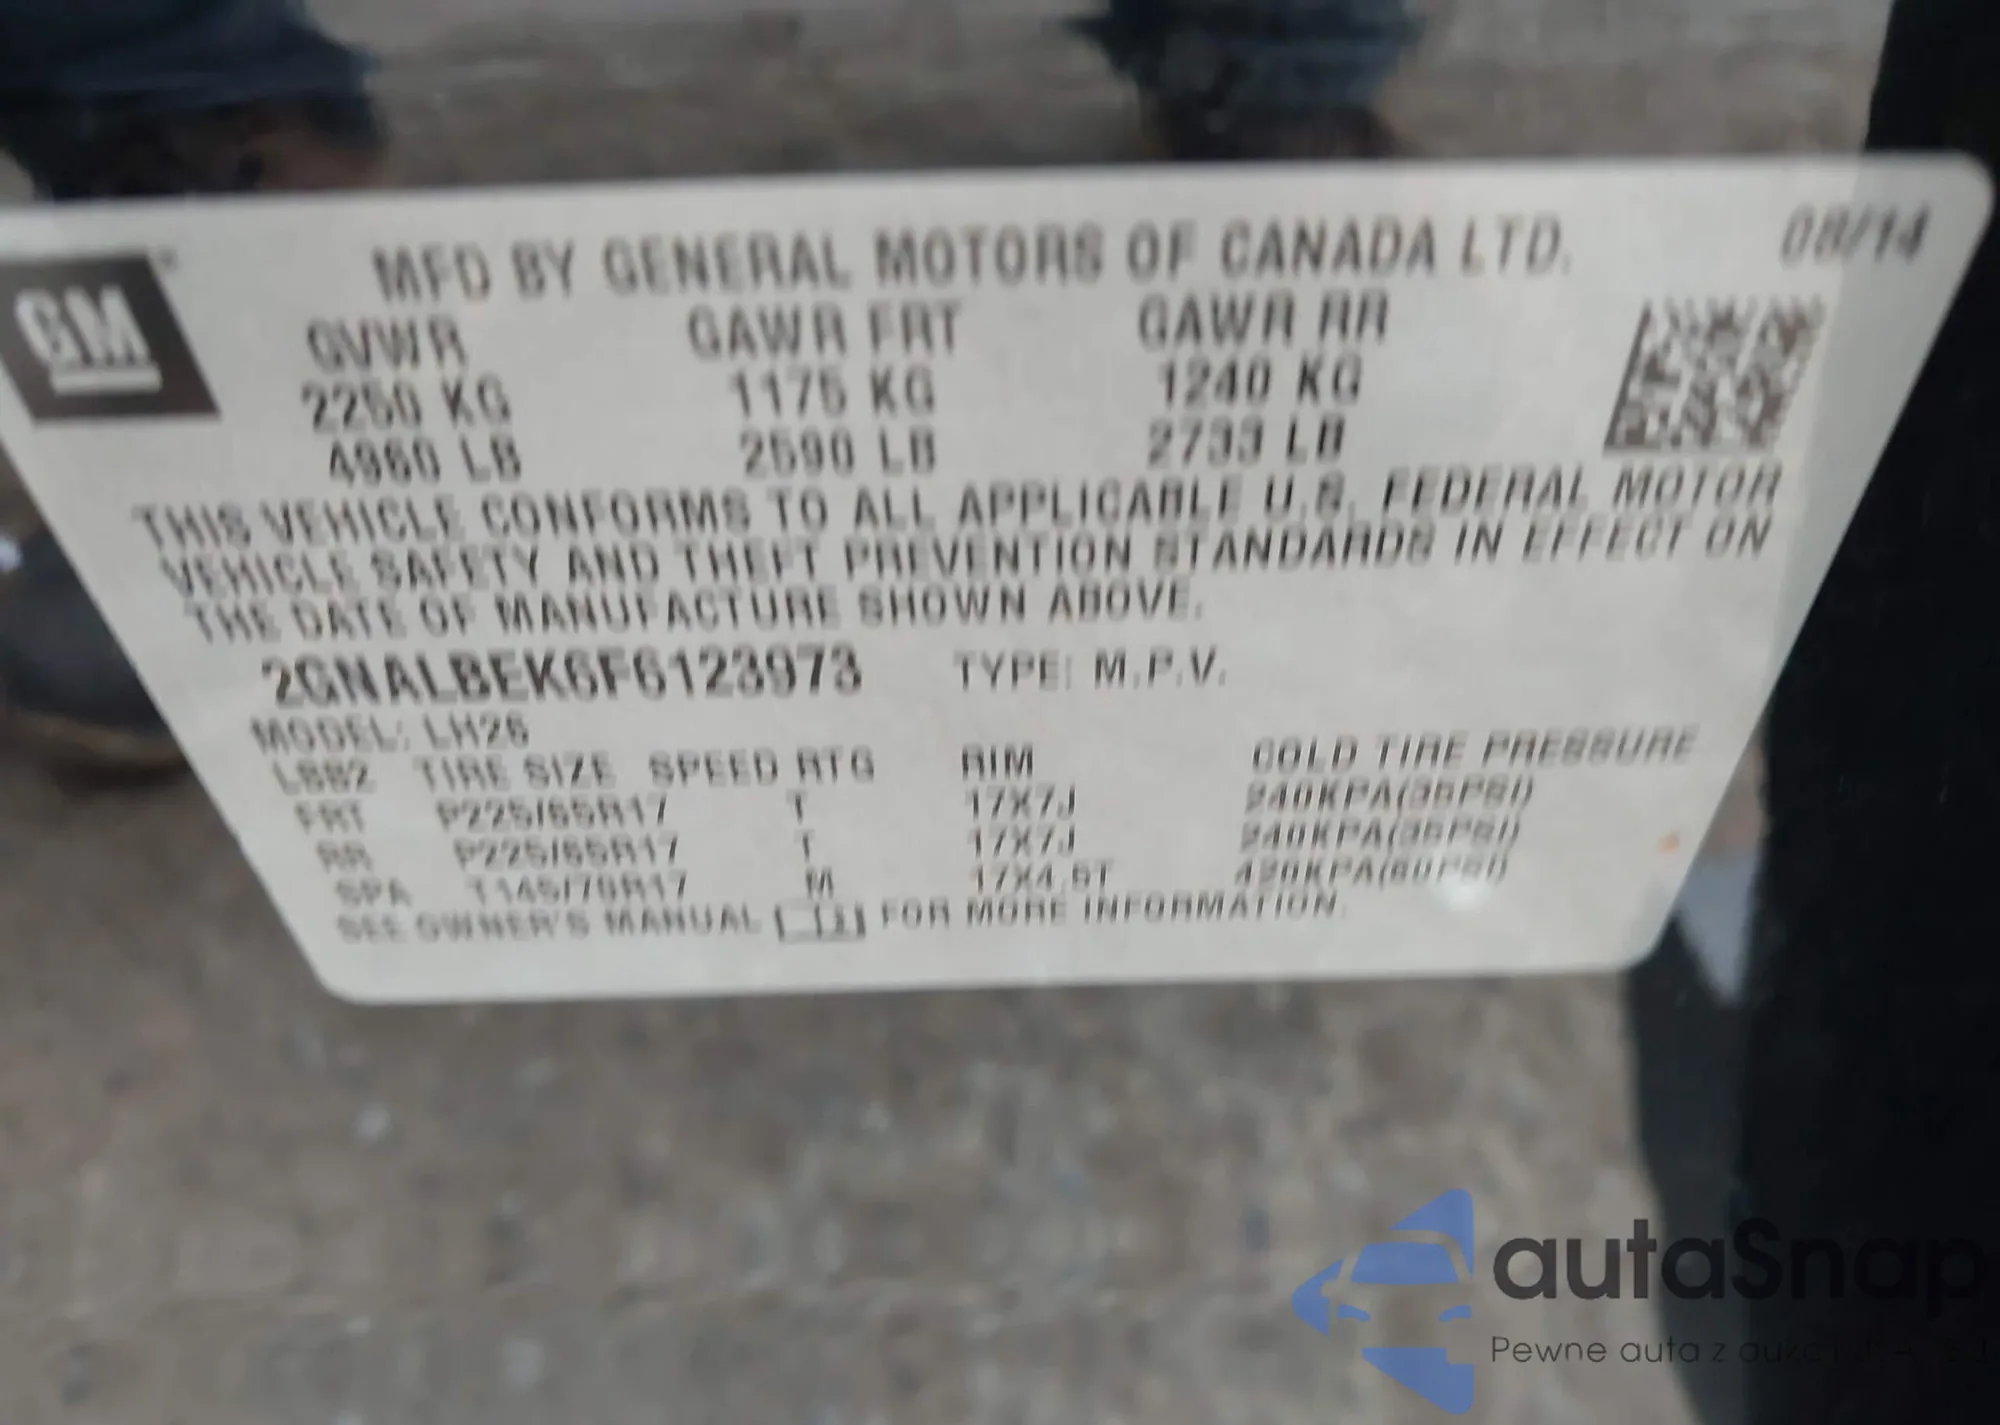 MFD BY GENERAL MOTORS OF CANADA LTD. 08/14
GM
GVWR GAWR FRT GAWR RR
2250 KG 1175 KG 1240 KG
4960 LB 2590 LB 2733 LB
THIS VEHICLE CONFORMS TO ALL APPLICABLE U.S. FEDERAL MOTOR
VEHICLE SAFETY AND THEFT PREVENTION STANDARDS IN EFFECT ON
THE DATE OF MANUFACTURE SHOWN ABOVE.
2GNALBEK6F6123973 TYPE: M.P.V.
MODEL: LH26
TIRE SIZE SPEED RTG RIM COLD TIRE PRESSURE
FRT P225/65R17 T 17X7J 240KPA(35PSI)
RR P225/65R17 T 17X7J 240KPA(35PSI)
SPA T145/70R17 M 17X4.5T 420KPA(60PSI)
SEE OWNER'S MANUAL FOR MORE INFORMATION.
autaSnap
Pewne auta z